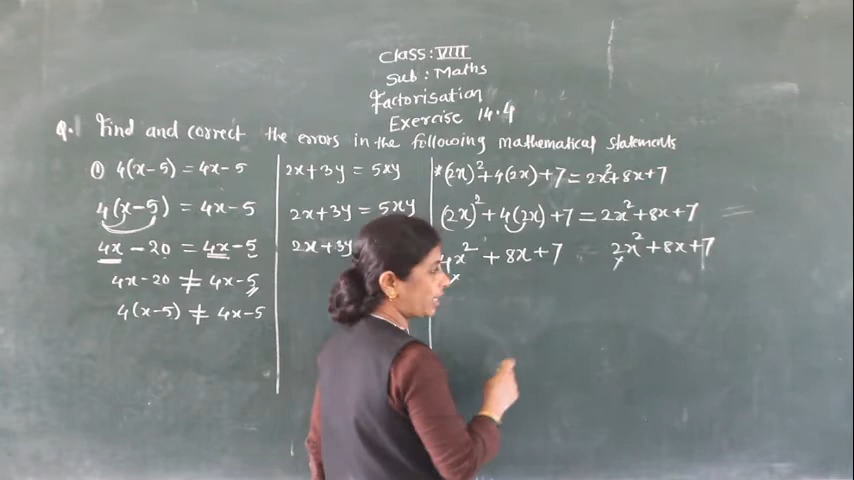 Class: VIII
Sub: Maths
Factorisation
Exercise 14.4
Q.1 Find and correct the errors in the following mathematical statements
① 4(x-5) = 4x-5
4(x-5) = 4x-5
4x - 20 = 4x-5
4x-20 ≠ 4x-5
4(x-5) ≠ 4x-5
2x+3y = 5xy
2x+3y = 5xy
2x+3y
*(2x)²+4(2x)+7 = 2x²+8x+7
(2x)²+4(2x)+7 = 2x²+8x+7
4x² + 8x+7 = 2x²+8x+7